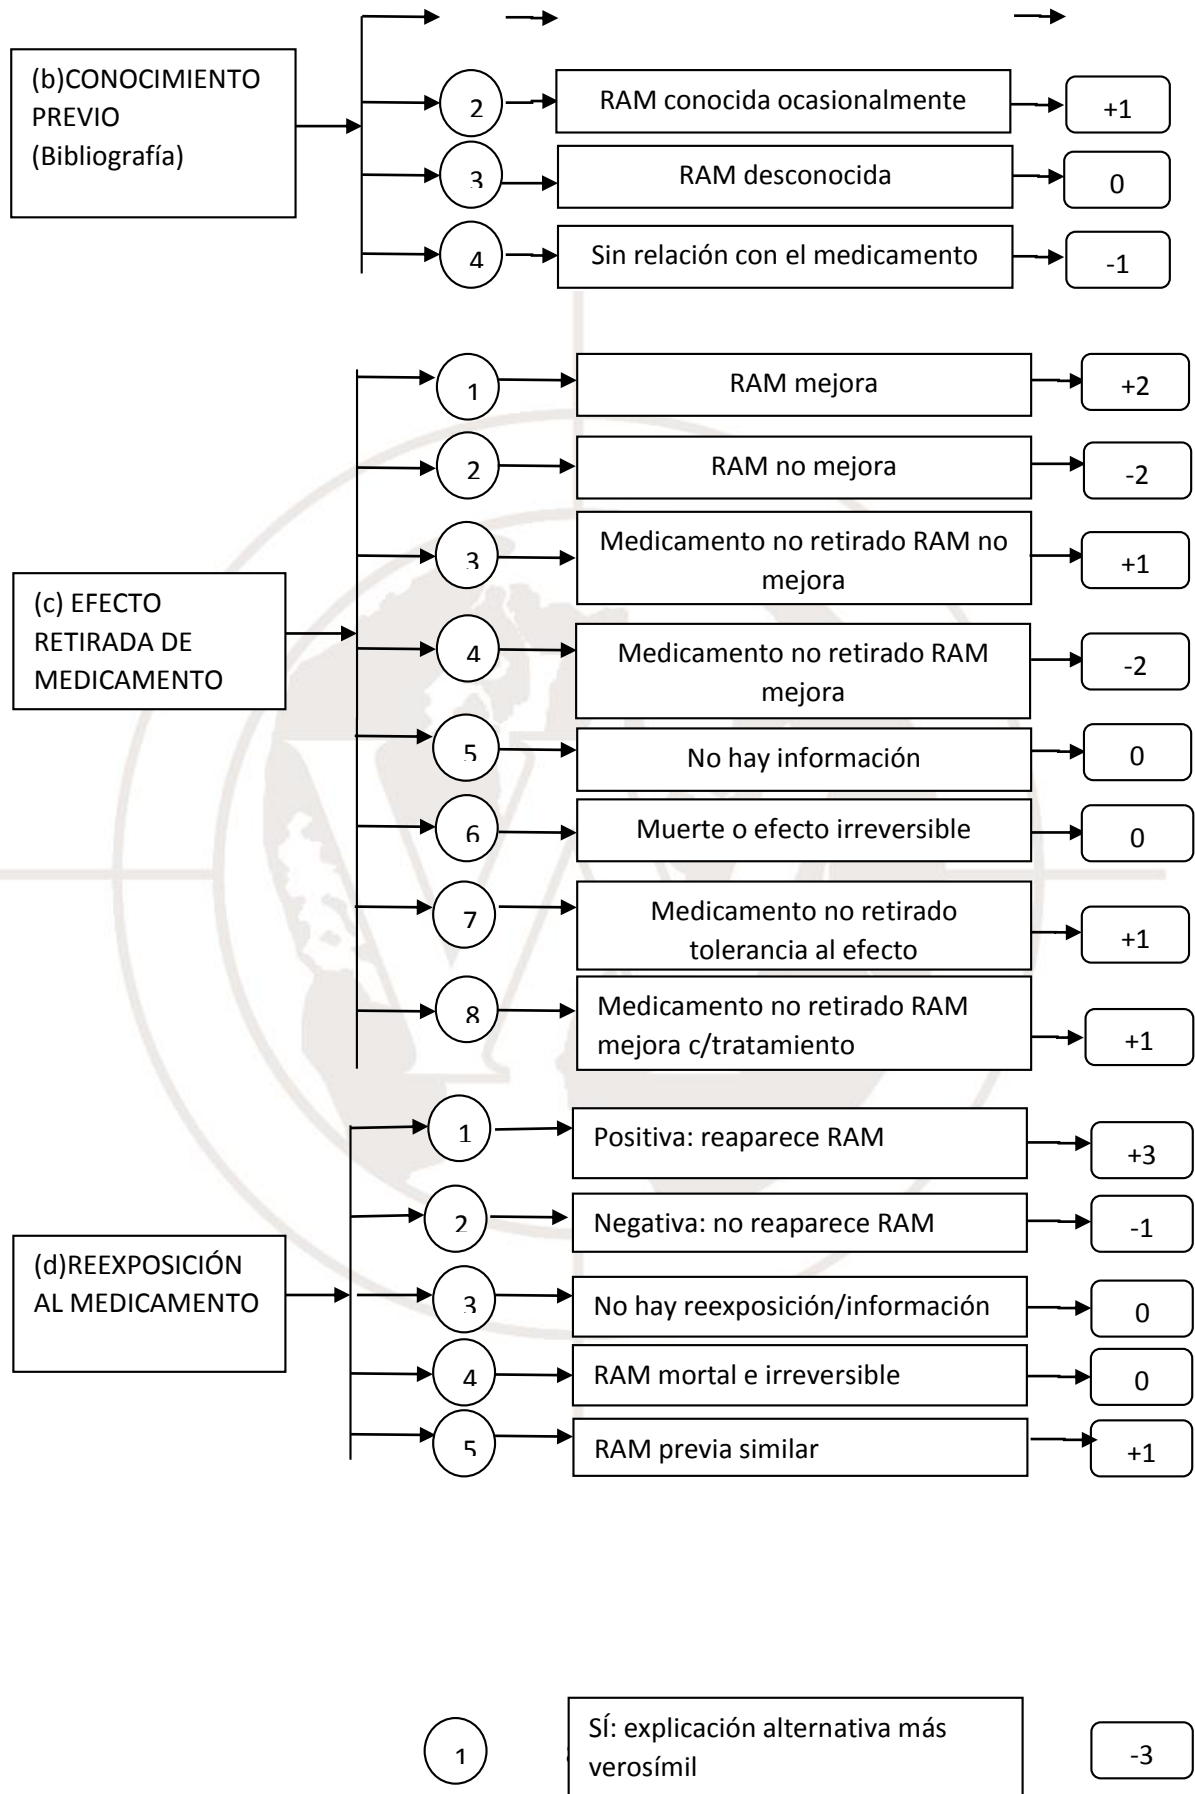 (b)CONOCIMIENTO
PREVIO
(Bibliografía)
2
RAM conocida ocasionalmente
+1
3
RAM desconocida
0
4
Sin relación con el medicamento
-1
(c) EFECTO
RETIRADA DE
MEDICAMENTO
1
RAM mejora
+2
2
RAM no mejora
-2
3
Medicamento no retirado RAM no
mejora
+1
4
Medicamento no retirado RAM
mejora
-2
5
No hay información
0
6
Muerte o efecto irreversible
0
7
Medicamento no retirado
tolerancia al efecto
+1
8
Medicamento no retirado RAM
mejora c/tratamiento
+1
(d)REEXPOSICIÓN
AL MEDICAMENTO
1
Positiva: reaparece RAM
+3
2
Negativa: no reaparece RAM
-1
3
No hay reexposición/información
0
4
RAM mortal e irreversible
0
5
RAM previa similar
+1
1
SÍ: explicación alternativa más
verosímil
-3